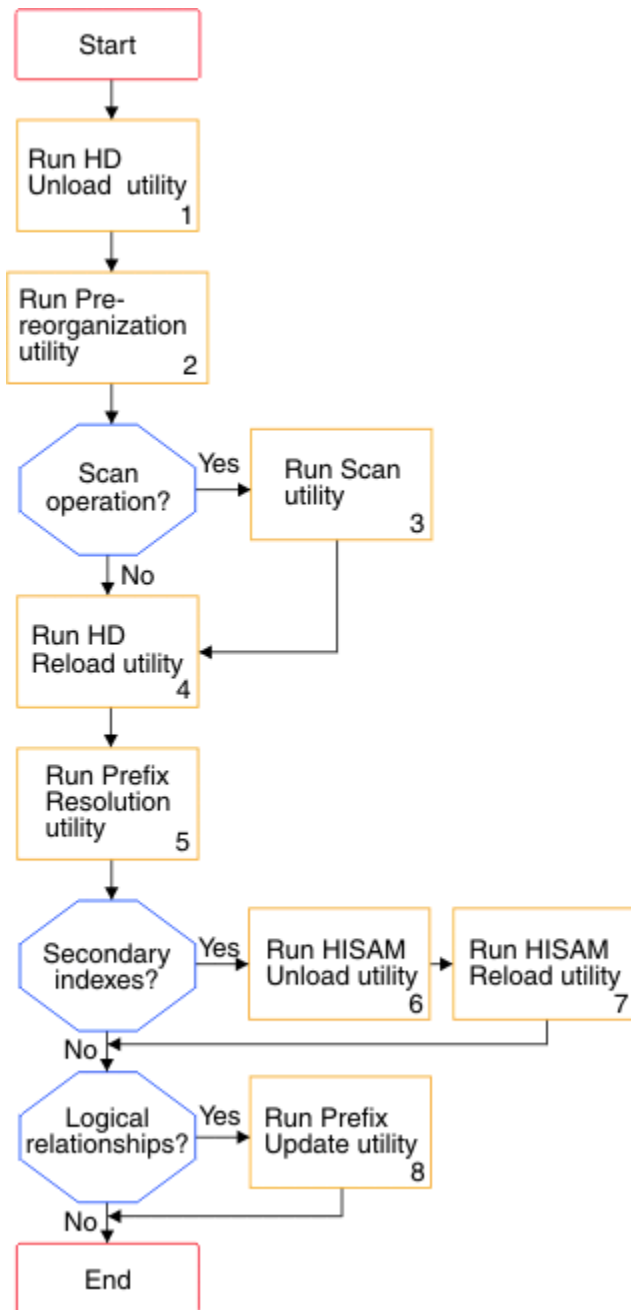 Start
Run HD
Unload utility
1
Run Pre-
reorganization
utility
2
Scan
operation?
Yes
Run Scan
utility
3
No
Run HD
Reload utility
4
Run Prefix
Resolution
utility
5
Secondary
indexes?
Yes
Run HISAM
Unload utility
6
Run HISAM
Reload utility
7
No
Logical
relationships?
Yes
Run Prefix
Update utility
8
No
End